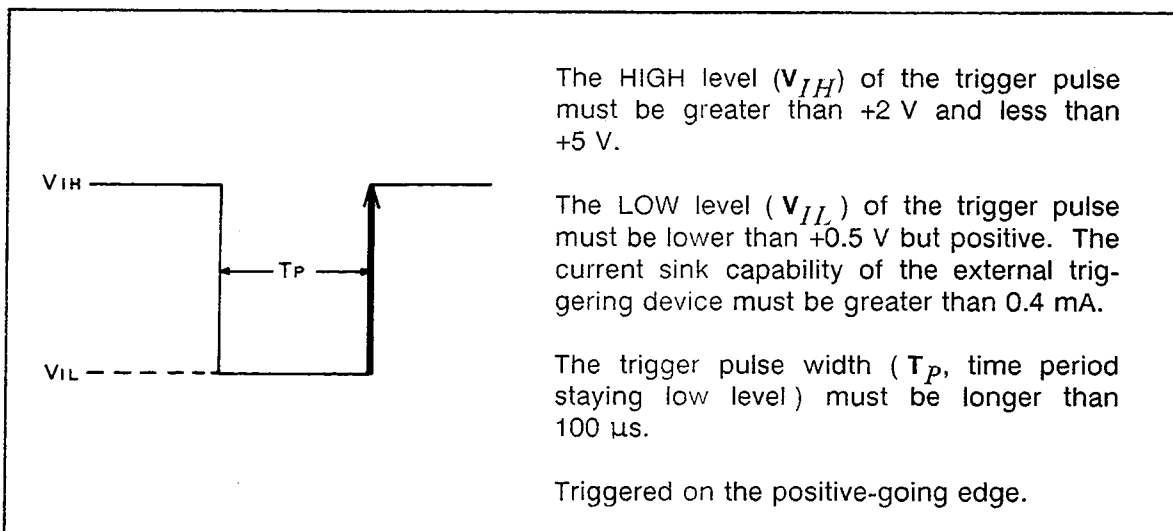 The HIGH level (VIH) of the trigger pulse
must be greater than +2 V and less than
+5 V.
VIH
The LOW level ( VIL ) of the trigger pulse
must be lower than +0.5 V but positive. The
current sink capability of the external trig-
gering device must be greater than 0.4 mA.
TP
VIL
The trigger pulse width ( TP, time period
staying low level ) must be longer than
100 µs.
Triggered on the positive-going edge.